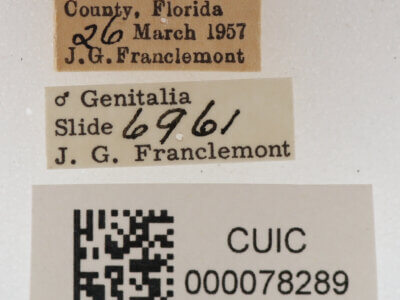 County, Florida
26 March 1957
J.G. Franclemont
♂ Genitalia
Slide 6961
J. G. Franclemont
CUIC
000078289